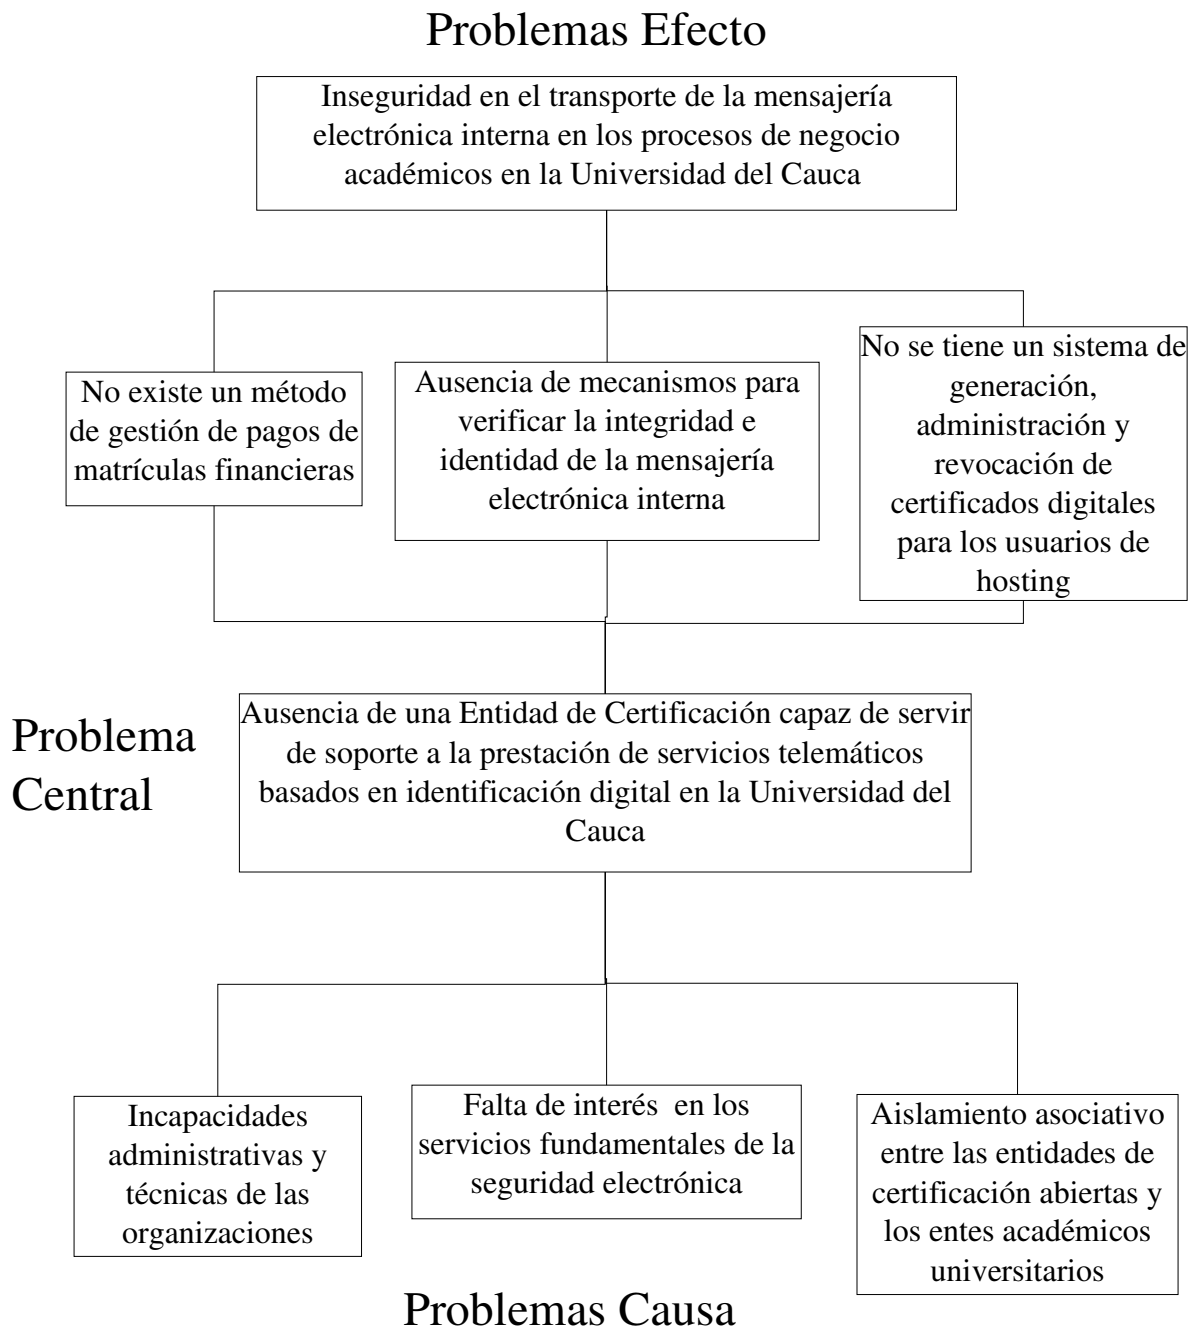 Problemas Efecto
Inseguridad en el transporte de la mensajería
electrónica interna en los procesos de negocio
académicos en la Universidad del Cauca
No existe un método
de gestión de pagos de
matrículas financieras
Ausencia de mecanismos para
verificar la integridad e
identidad de la mensajería
electrónica interna
No se tiene un sistema de
generación,
administración y
revocación de
certificados digitales
para los usuarios de
hosting
Problema
Central
Ausencia de una Entidad de Certificación capaz de servir
de soporte a la prestación de servicios telemáticos
basados en identificación digital en la Universidad del
Cauca
Incapacidades
administrativas y
técnicas de las
organizaciones
Falta de interés  en los
servicios fundamentales de la
seguridad electrónica
Aislamiento asociativo
entre las entidades de
certificación abiertas y
los entes académicos
universitarios
Problemas Causa